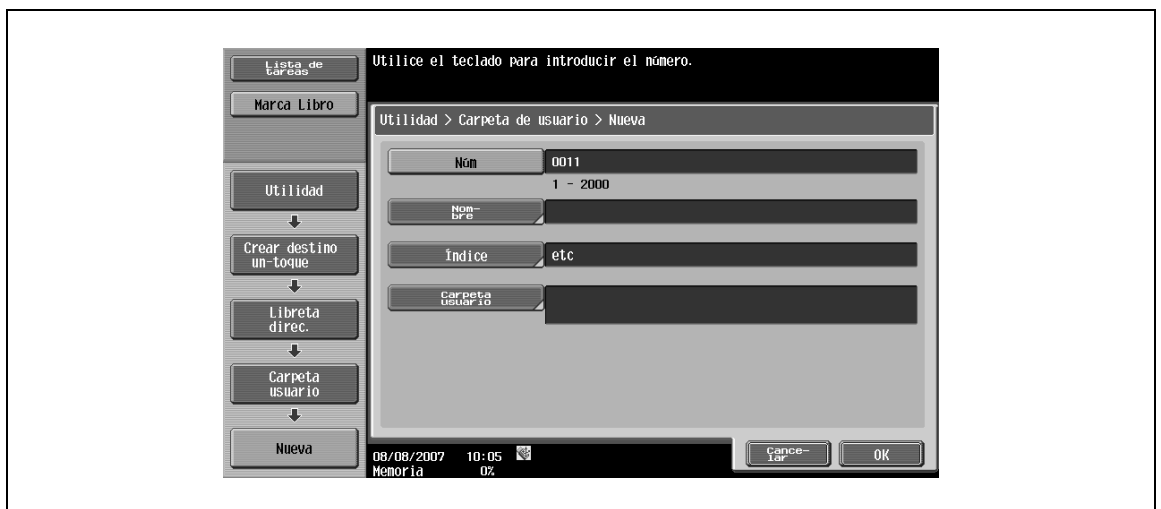 Lista de
tareas
Marca Libro
Utilidad
Crear destino
un-toque
Libreta
direc.
Carpeta
usuario
Nueva
Utilice el teclado para introducir el número.
Utilidad > Carpeta de usuario > Nueva
Núm 0011
1 - 2000
Nom-
bre
Índice etc
Carpeta
usuario
08/08/2007 10:05
Memoria 0%
Cance-
lar
OK